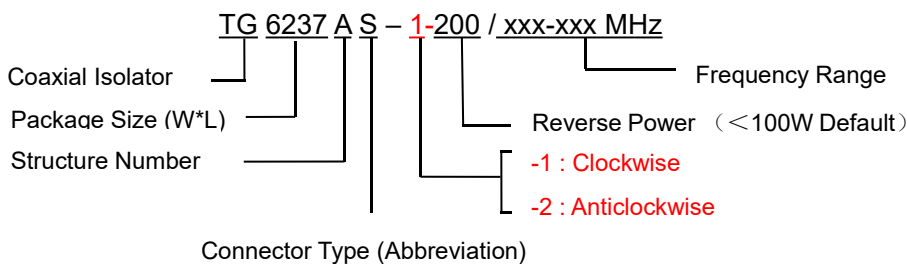 TG 6237 A S – 1-200 / xxx-xxx MHz
Coaxial Isolator
Frequency Range
Package Size (W*L)
Reverse Power （＜100W Default）
Structure Number
-1 : Clockwise
-2 : Anticlockwise
Connector Type (Abbreviation)